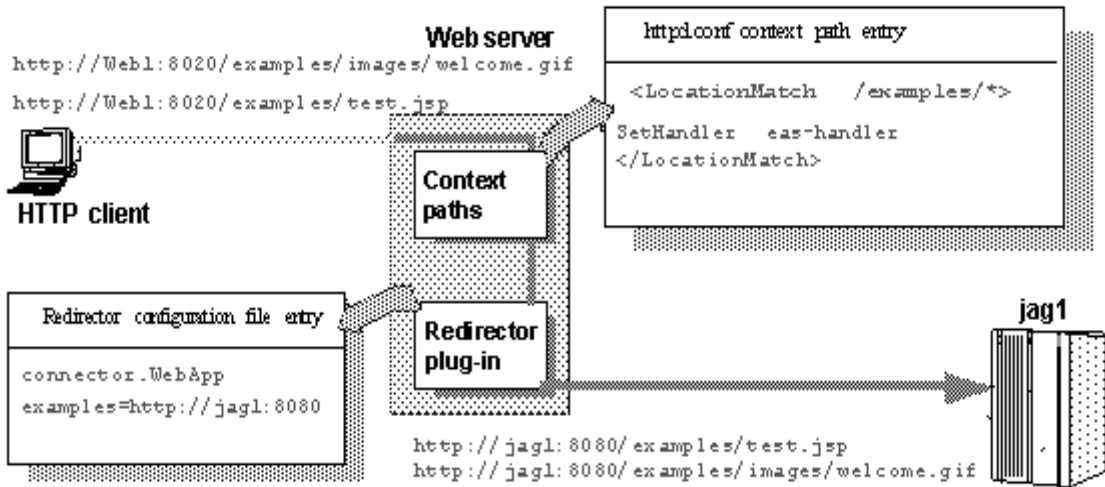 Web server
http://Web1:8020/examples/images/welcome.gif
http://Web1:8020/examples/test.jsp
HTTP client
httpd.conf context path entry
<LocationMatch /examples/*>
SetHandler eas-handler
</LocationMatch>
Context
paths
Redirector configuration file entry
connector.WebApp
examples=http://jag1:8080
Redirector
plug-in
jag1
http://jag1:8080/examples/test.jsp
http://jag1:8080/examples/images/welcome.gif